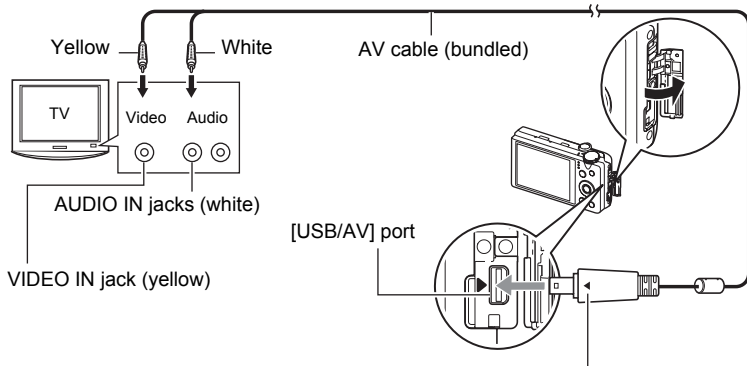 Yellow
White
AV cable (bundled)
TV
Video
Audio
AUDIO IN jacks (white)
[USB/AV] port
VIDEO IN jack (yellow)